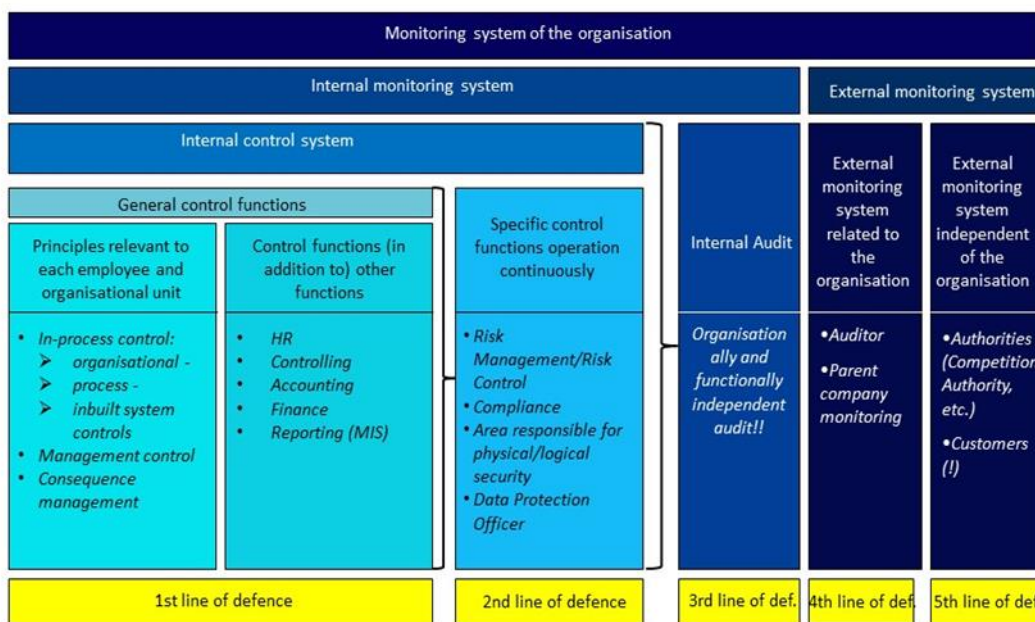 Monitoring system of the organisation
Internal monitoring system
External monitoring system
Internal control system
General control functions
Principles relevant to
each employee and
organisational unit
• In-process control:
➢ organisational -
➢ process -
➢ inbuilt system
controls
• Management control
• Consequence
management
Control functions (in
addition to) other
functions
• HR
• Controlling
• Accounting
• Finance
• Reporting (MIS)
Specific control
functions operation
continuously
• Risk
Management/Risk
Control
• Compliance
• Area responsible for
physical/logical
security
• Data Protection
Officer
Internal Audit
Organisation
ally and
functionally
independent
audit!!
External
monitoring
system
related to
the
organisation
•Auditor
•Parent
company
monitoring
External
monitoring
system
independent
of the
organisation
•Authorities
(Competition
Authority,
etc.)
•Customers
(!)
1st line of defence
2nd line of defence
3rd line of def.
4th line of def.
5th line of def